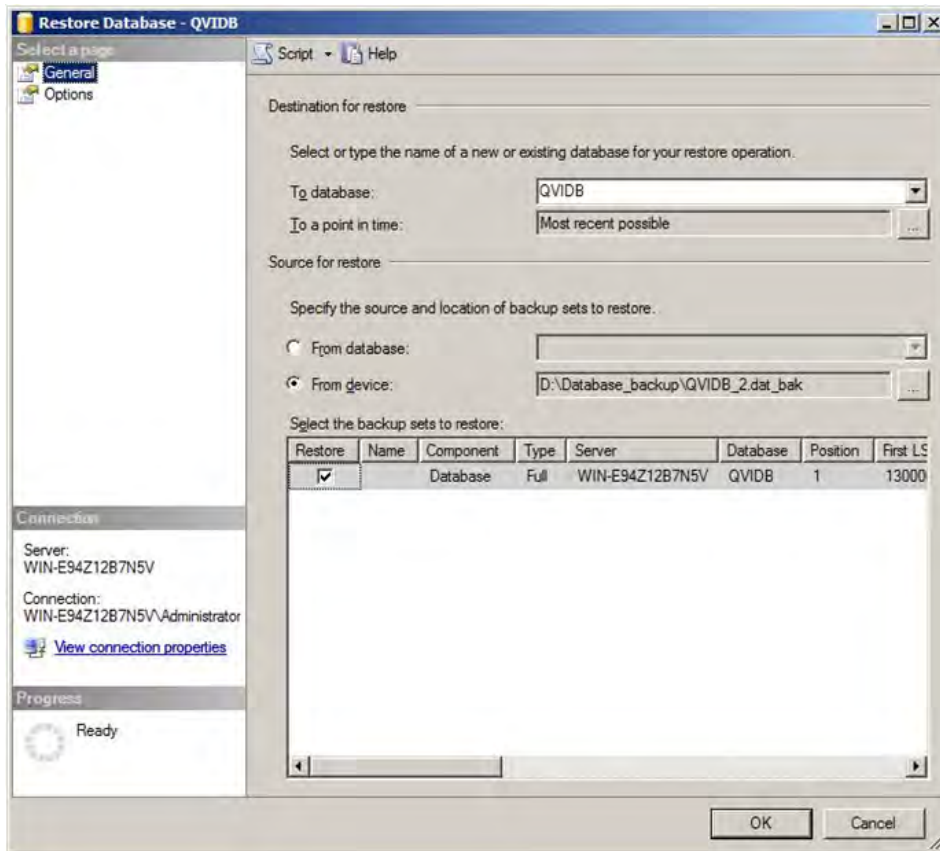 Restore Database - QVIDB
Select a page
General
Options
Script
Help
Destination for restore
Select or type the name of a new or existing database for your restore operation.
To database:
QVIDB
To a point in time:
Most recent possible
...
Source for restore
Specify the source and location of backup sets to restore.
From database:
From device:
D:\Database_backup\QVIDB_2.dat_bak
...
Select the backup sets to restore:
Restore Name Component Type Server Database Position First LS
Database Full WIN-E94Z12B7N5V QVIDB 1 13000
Connection
Server:
WIN-E94Z12B7N5V
Connection:
WIN-E94Z12B7N5V\Administrator
View connection properties
Progress
Ready
OK
Cancel